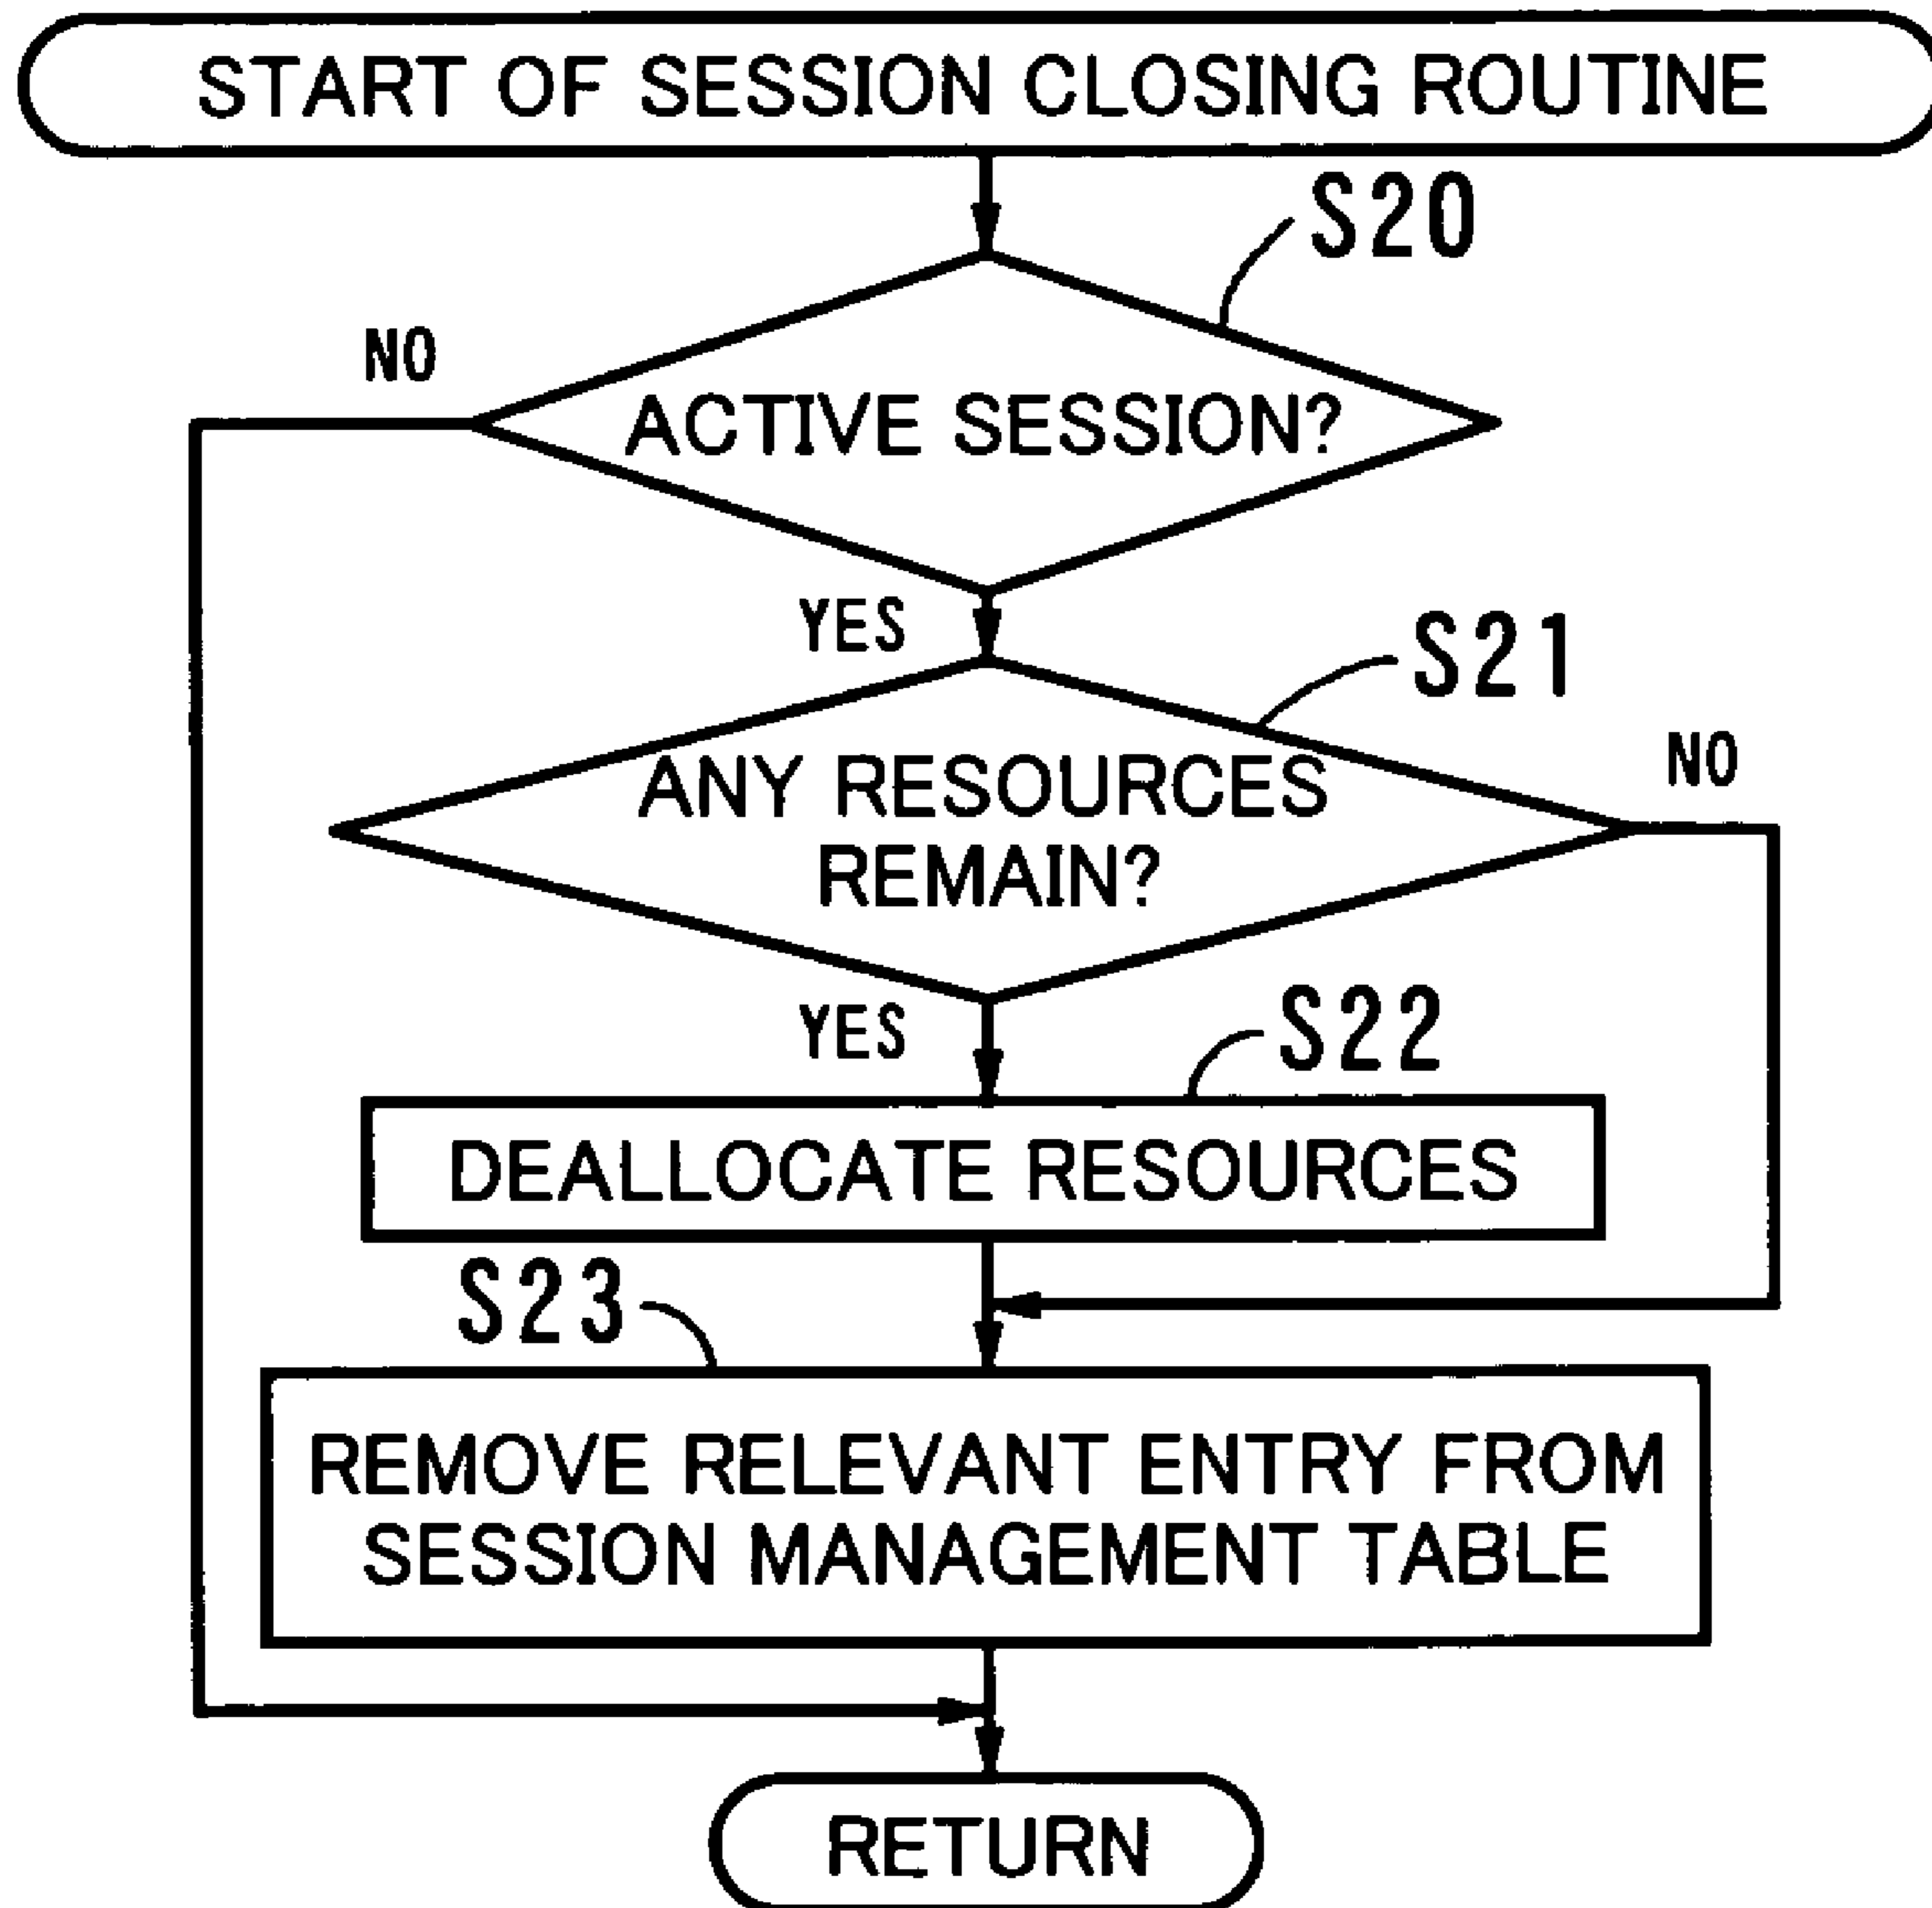 START OF SESSION CLOSING ROUTINE
S20
NO
ACTIVE SESSION?
YES
S21
NO
ANY RESOURCES
REMAIN?
YES
S22
DEALLOCATE RESOURCES
S23
REMOVE RELEVANT ENTRY FROM
SESSION MANAGEMENT TABLE
RETURN